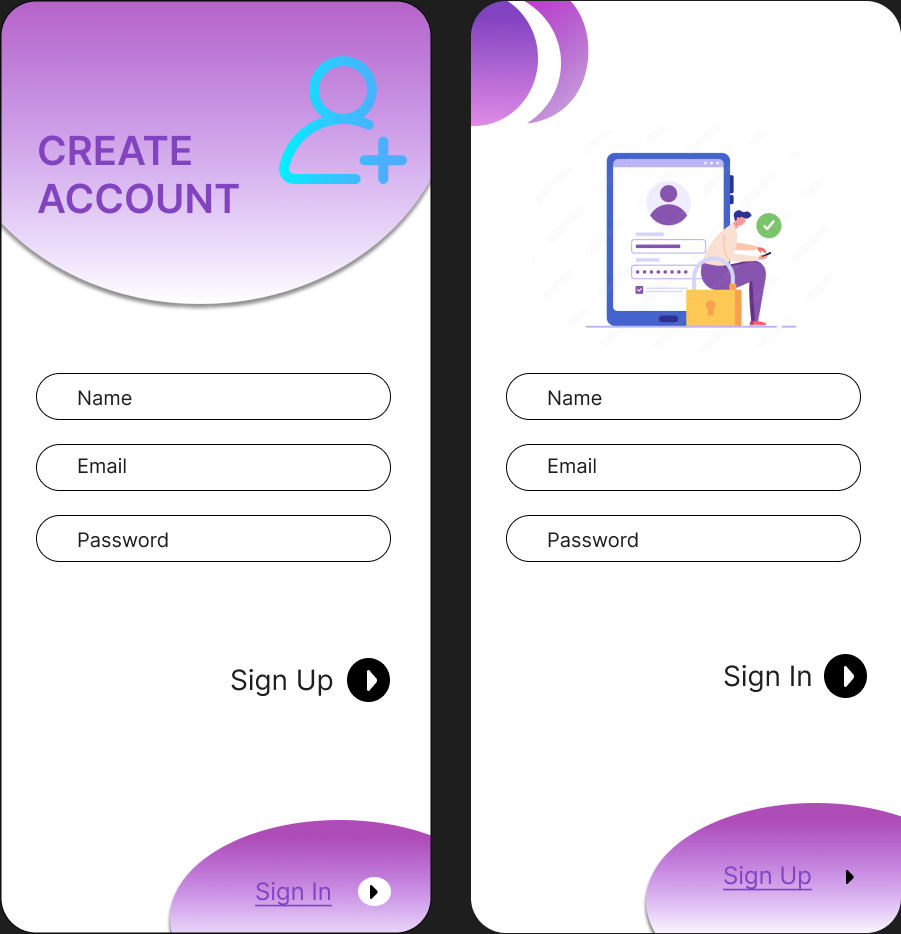 CREATE
ACCOUNT
Name
Email
Password
Sign Up
Sign In
Name
Email
Password
Sign In
Sign Up